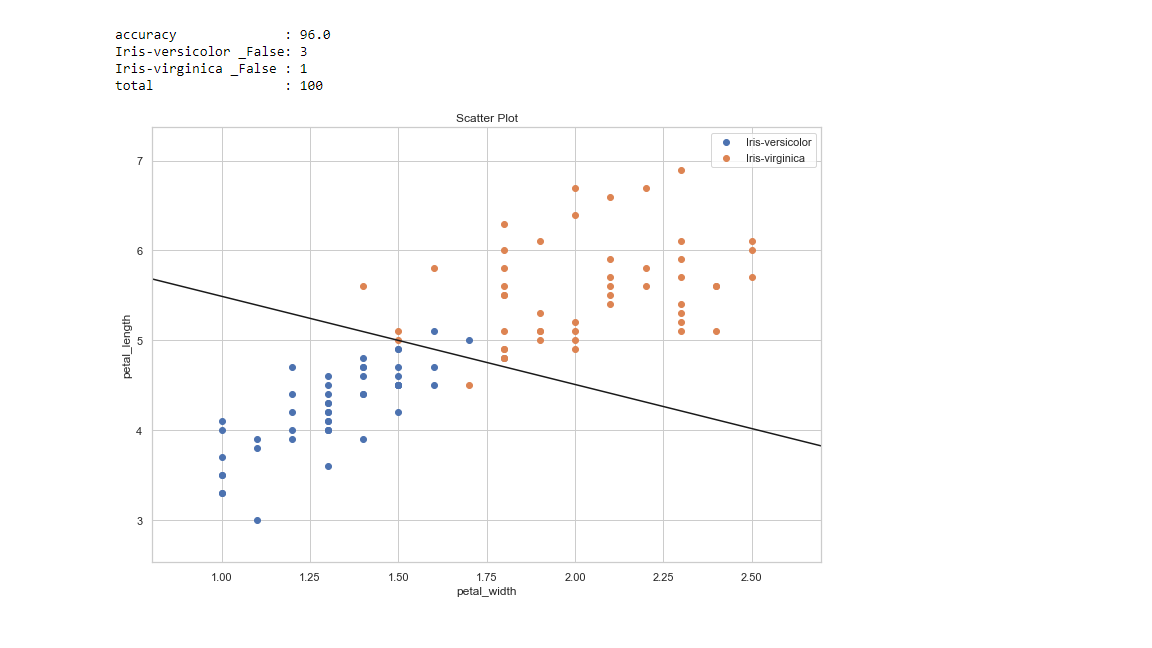 accuracy : 96.0
Iris-versicolor _False: 3
Iris-virginica _False : 1
total : 100
Scatter Plot
Iris-versicolor
Iris-virginica
7
6
5
4
3
petal_length
1.00 1.25 1.50 1.75 2.00 2.25 2.50
petal_width